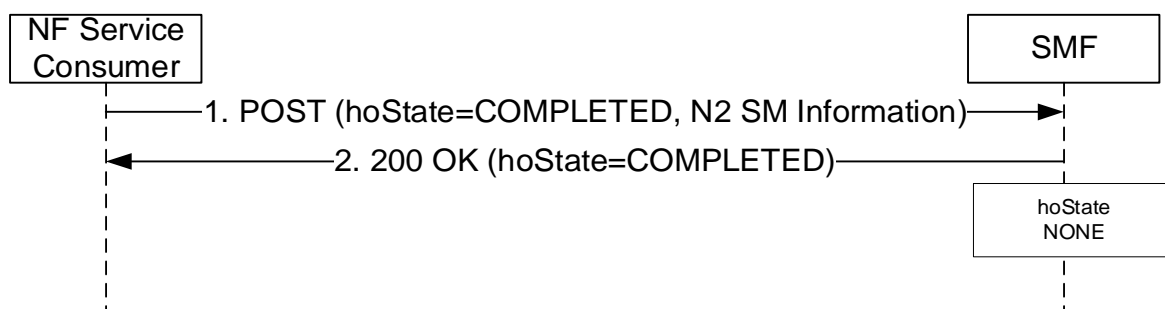 NF Service
Consumer
SMF
1. POST (hoState=COMPLETED, N2 SM Information)
2. 200 OK (hoState=COMPLETED)
hoState
NONE